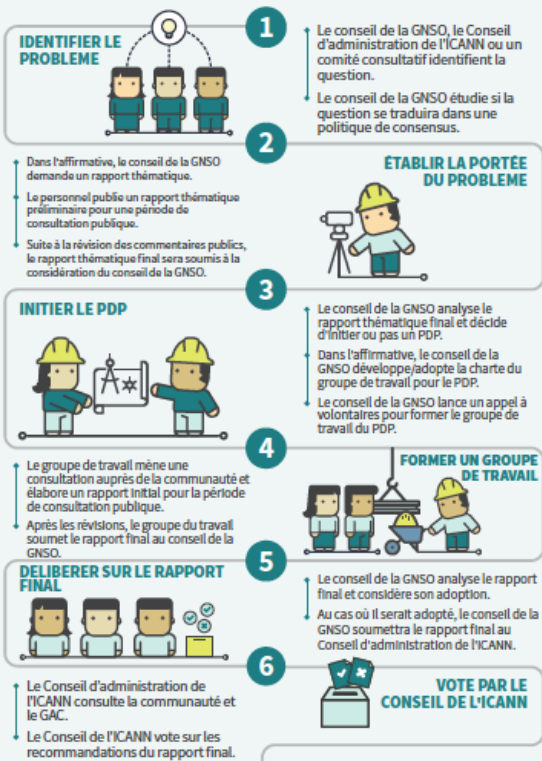 1
IDENTIFIER LE
PROBLEME
Le conseil de la GNSO, le Conseil
d'administration de l'ICANN ou un
comité consultatif identifient la
question.
Le conseil de la GNSO étudie si la
question se traduira dans une
politique de consensus.
2
Dans l'affirmative, le conseil de la GNSO
demande un rapport thématique.
Le personnel publie un rapport thématique
préliminaire pour une période de
consultation publique.
Suite à la révision des commentaires publics,
le rapport thématique final sera soumis à la
considération du conseil de la GNSO.
ÉTABLIR LA PORTÉE
DU PROBLEME
3
INITIER LE PDP
Le conseil de la GNSO analyse le
rapport thématique final et décide
d'initier ou pas un PDP.
Dans l'affirmative, le conseil de la
GNSO développe/adopte la charte du
groupe de travail pour le PDP.
Le conseil de la GNSO lance un appel à
volontaires pour former le groupe de
travail du PDP.
4
Le groupe de travail mène une
consultation auprès de la communauté et
élabore un rapport initial pour la période
de consultation publique.
Après les révisions, le groupe du travail
soumet le rapport final au conseil de la
GNSO.
FORMER UN GROUPE
DE TRAVAIL
5
DELIBERER SUR LE RAPPORT
FINAL
Le conseil de la GNSO analyse le rapport
final et considère son adoption.
Au cas où il serait adopté, le conseil de la
GNSO soumettra le rapport final au
Conseil d'administration de l'ICANN.
6
Le Conseil d'administration de
l'ICANN consulte la communauté et
le GAC.
Le Conseil de l'ICANN vote sur les
recommandations du rapport final.
VOTE PAR LE
CONSEIL DE L'ICANN